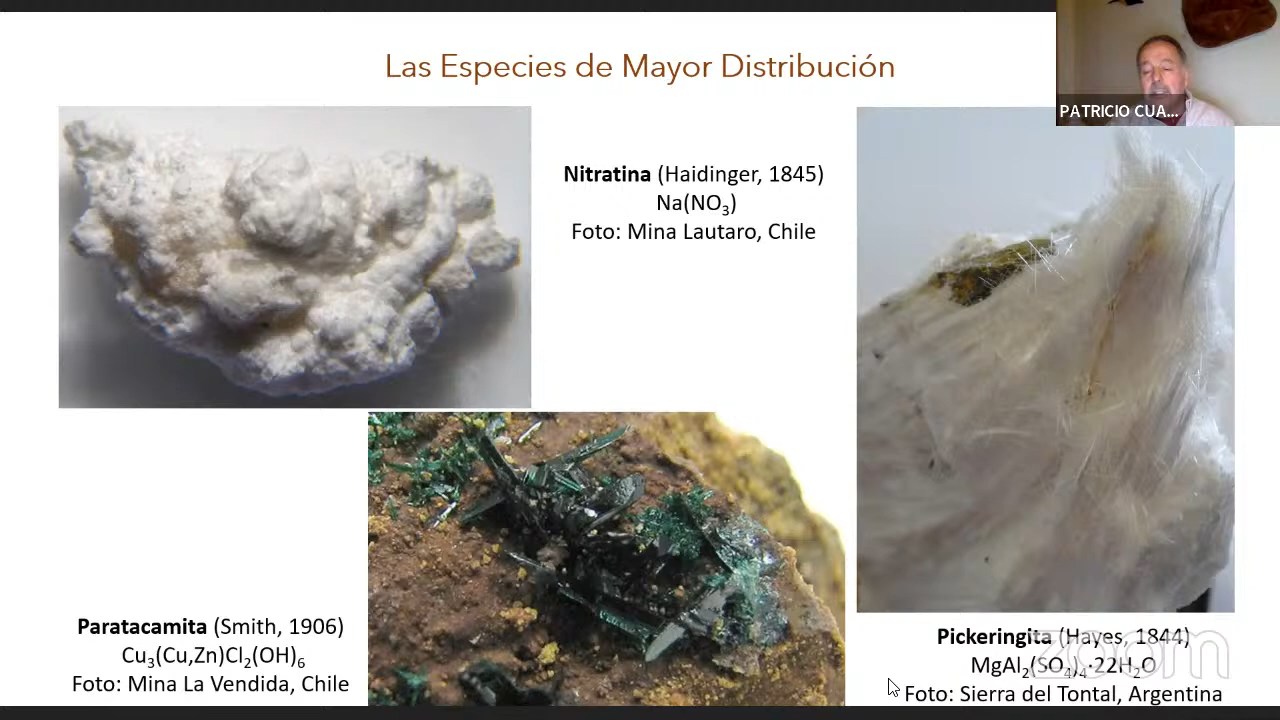 Las Especies de Mayor Distribución
PATRICIO CUA...
Nitratina (Haidinger, 1845)
Na(NO₃)
Foto: Mina Lautaro, Chile
Paratacamita (Smith, 1906)
Cu₃(Cu,Zn)Cl₂(OH)₆
Foto: Mina La Vendida, Chile
Pickeringita (Hayes, 1844)
MgAl₂(SO₄)₄·22H₂O
Foto: Sierra del Tontal, Argentina
zoom